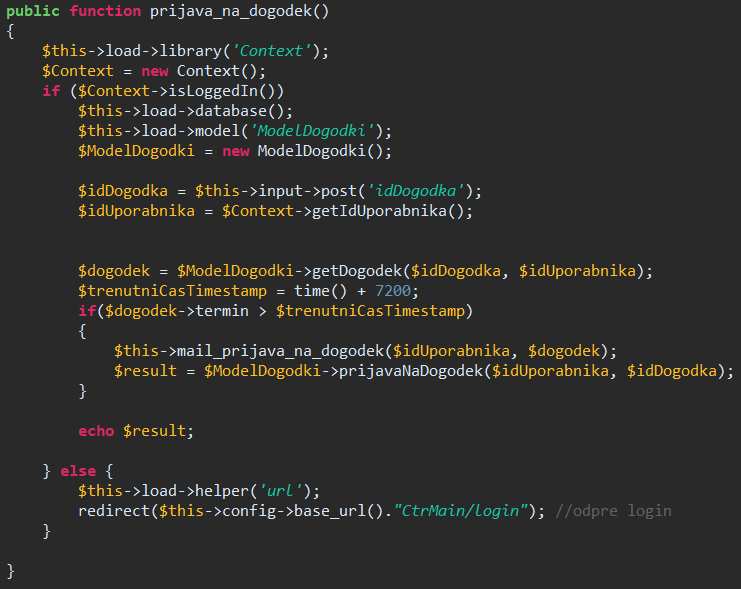 public function prijava_na_dogodek()
{
    $this->load->library('Context');
    $Context = new Context();
    if ($Context->isLoggedIn())
        $this->load->database();
        $this->load->model('ModelDogodki');
        $ModelDogodki = new ModelDogodki();

        $idDogodka = $this->input->post('idDogodka');
        $idUporabnika = $Context->getIdUporabnika();


        $dogodek = $ModelDogodki->getDogodek($idDogodka, $idUporabnika);
        $trenutniCasTimestamp = time() + 7200;
        if($dogodek->termin > $trenutniCasTimestamp)
        {
            $this->mail_prijava_na_dogodek($idUporabnika, $dogodek);
            $result = $ModelDogodki->prijavaNaDogodek($idUporabnika, $idDogodka);
        }

        echo $result;

    } else {
        $this->load->helper('url');
        redirect($this->config->base_url()."CtrMain/login"); //odpre login
    }

}